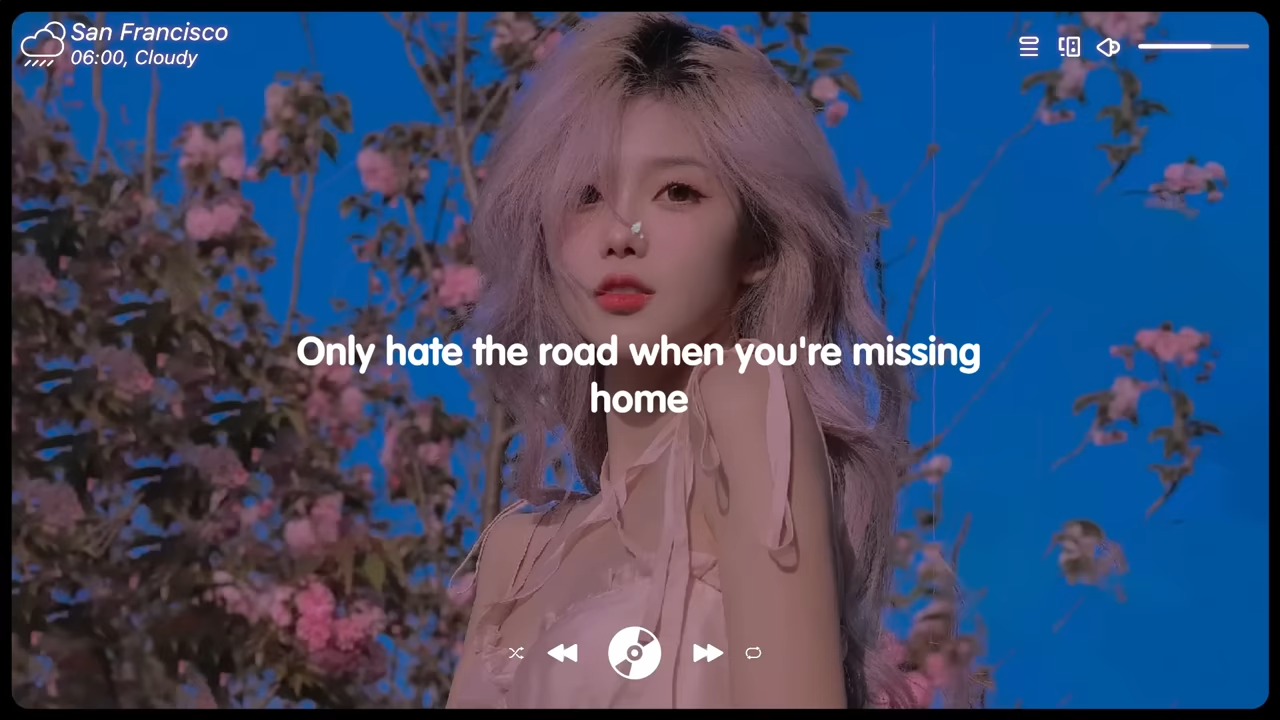 San Francisco
06:00, Cloudy
Only hate the road when you're missing
home